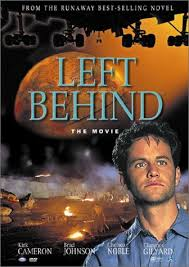 FROM THE RUNAWAY BEST-SELLING NOVEL
LEFT
BEHIND
THE MOVIE
Kirk CAMERON
Brad JOHNSON
Chelsea NOBLE
Clarence GILYARD